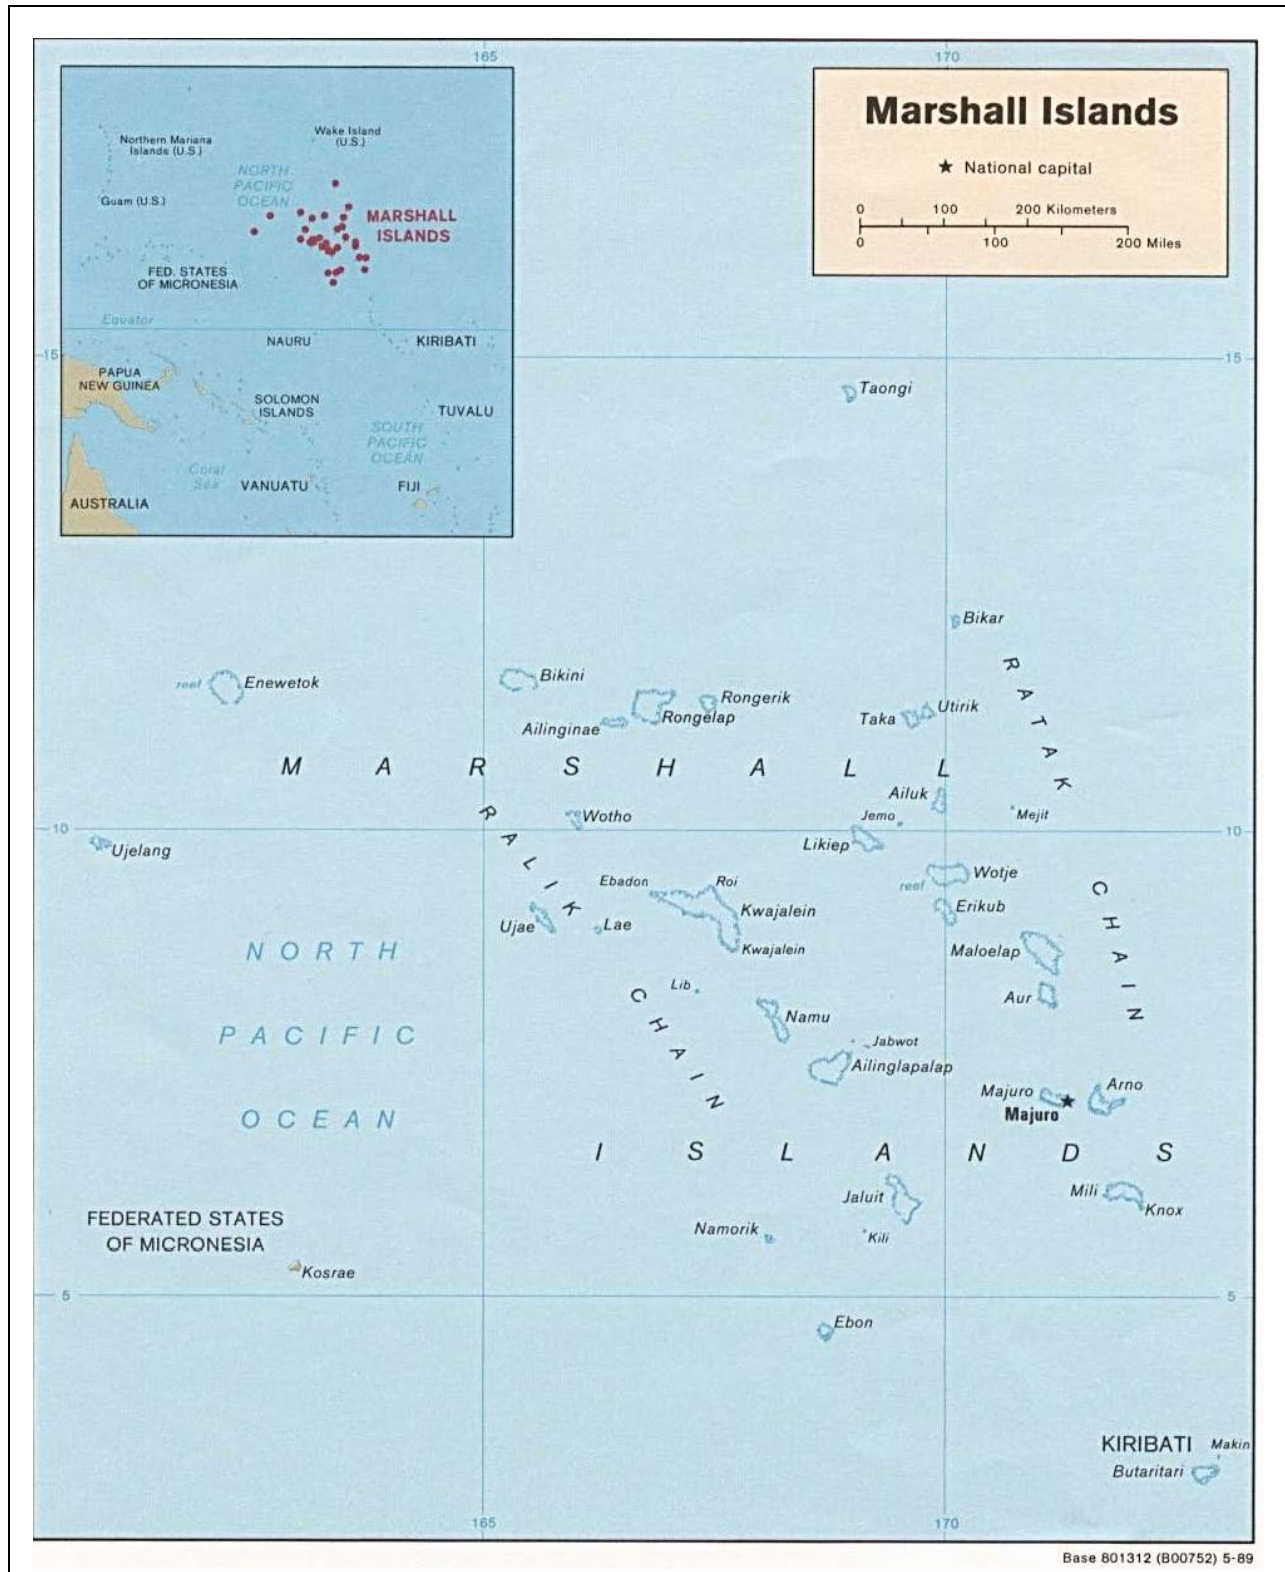 165
170
Marshall Islands
★ National capital
0 100 200 Kilometers
0 100 200 Miles
Northern Mariana
Islands (U.S.)
Wake Island
(U.S.)
NORTH
PACIFIC
OCEAN
Guam (U.S.)
MARSHALL
ISLANDS
FED. STATES
OF MICRONESIA
Equator
NAURU
KIRIBATI
PAPUA
NEW GUINEA
SOLOMON
ISLANDS
TUVALU
SOUTH
PACIFIC
OCEAN
Coral
Sea
VANUATU
FIJI
AUSTRALIA
15
15
Taongi
Bikar
reef
Enewetok
Bikini
Rongerik
Rongelap
Ailinginae
Taka
Utirik
RATAK
MARSHALL
Ailuk
Jemo
Mejit
Wotho
RALIK
10
10
Ujelang
Likiep
Wotje
reef
Ebadon
Roi
Kwajalein
Erikub
CHAIN
Ujae
Lae
Kwajalein
Maloelap
NORTH
PACIFIC
OCEAN
Lib
CHAIN
Namu
Aur
Jabwot
Ailinglapalap
Majuro
Arno
Majuro
ISLANDS
Jaluit
Mili
Knox
Namorik
Kili
FEDERATED STATES
OF MICRONESIA
Kosrae
5
5
Ebon
KIRIBATI
Makin
Butaritari
165
170
Base 801312 (B00752) 5-89